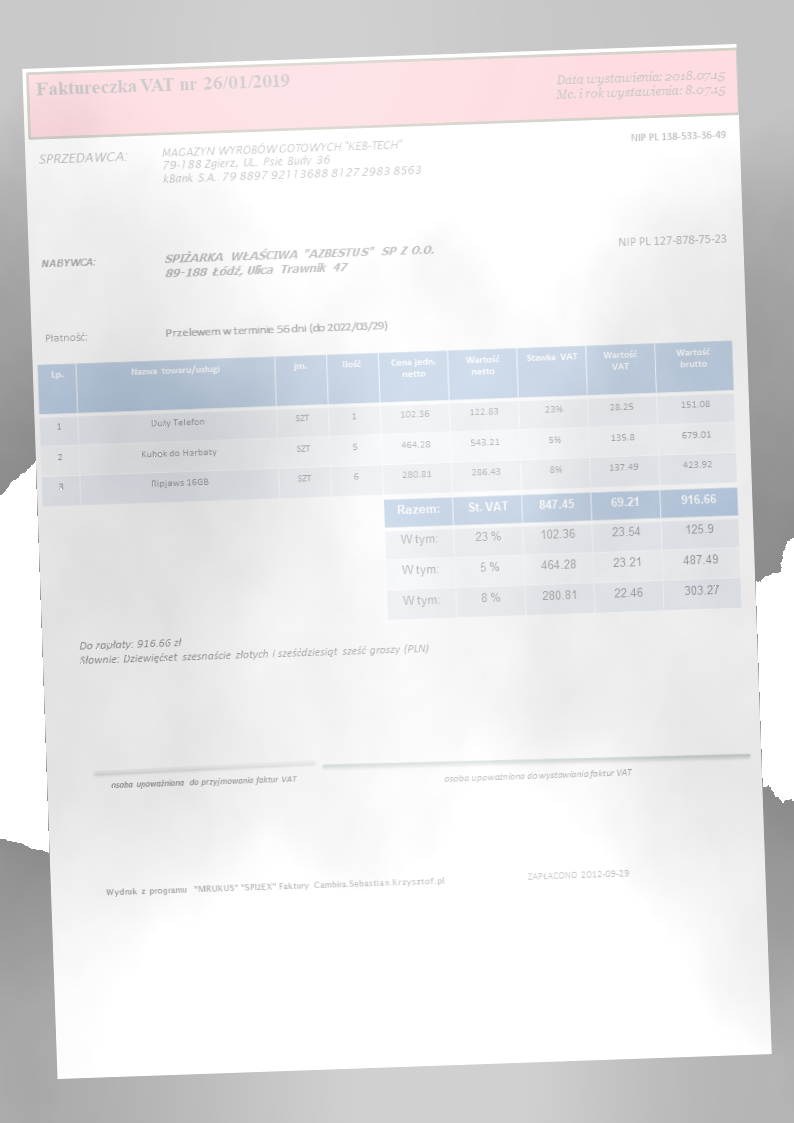 Faktureczka VAT nr 26/01/2019
Data wystawienia: 2018.07.15
Mc. i rok wystawienia: 8.07.15
SPRZEDAWCA:
MAGAZYN WYROBÓW GOTOWYCH "KEB-TECH"
79-188 Zgierz, UL. Psie Budy 36
kBank S.A. 79 8897 92113688 8127 2983 8563
NIP PL 138-533-36-49
NABYWCA:
SPIŻARKA WŁAŚCIWA "AZBESTUS" SP Z O.O.
89-188 Łódź, Ulica Trawnik 47
NIP PL 127-878-75-23
Płatność:
Przelewem w terminie 56 dni (do 2022/03/29)
Lp. Nazwa towaru/usługi jm. Ilość Cena jedn. netto Wartość netto Stawka VAT Wartość VAT Wartość brutto
1 Duży Telefon SZT 1 102.36 122.83 23% 28.25 151.08
2 Kubok do Harbaty SZT 5 464.28 543.21 5% 135.8 679.01
3 Ripjaws 16GB SZT 6 280.81 286.43 8% 137.49 423.92
Razem: St. VAT 847.45 69.21 916.66
W tym: 23 % 102.36 23.54 125.9
W tym: 5 % 464.28 23.21 487.49
W tym: 8 % 280.81 22.46 303.27
Do zapłaty: 916.66 zł
Słownie: Dziewięćset szesnaście złotych i sześćdziesiąt sześć groszy (PLN)
osoba upoważniona do przyjmowania faktur VAT
osoba upoważniona do wystawiania faktur VAT
Wydruk z programu "MRUKUS" "SPIżEX" Faktury Cambira.Sebastian.Krzysztof.pl
ZAPŁACONO 2012-09-29